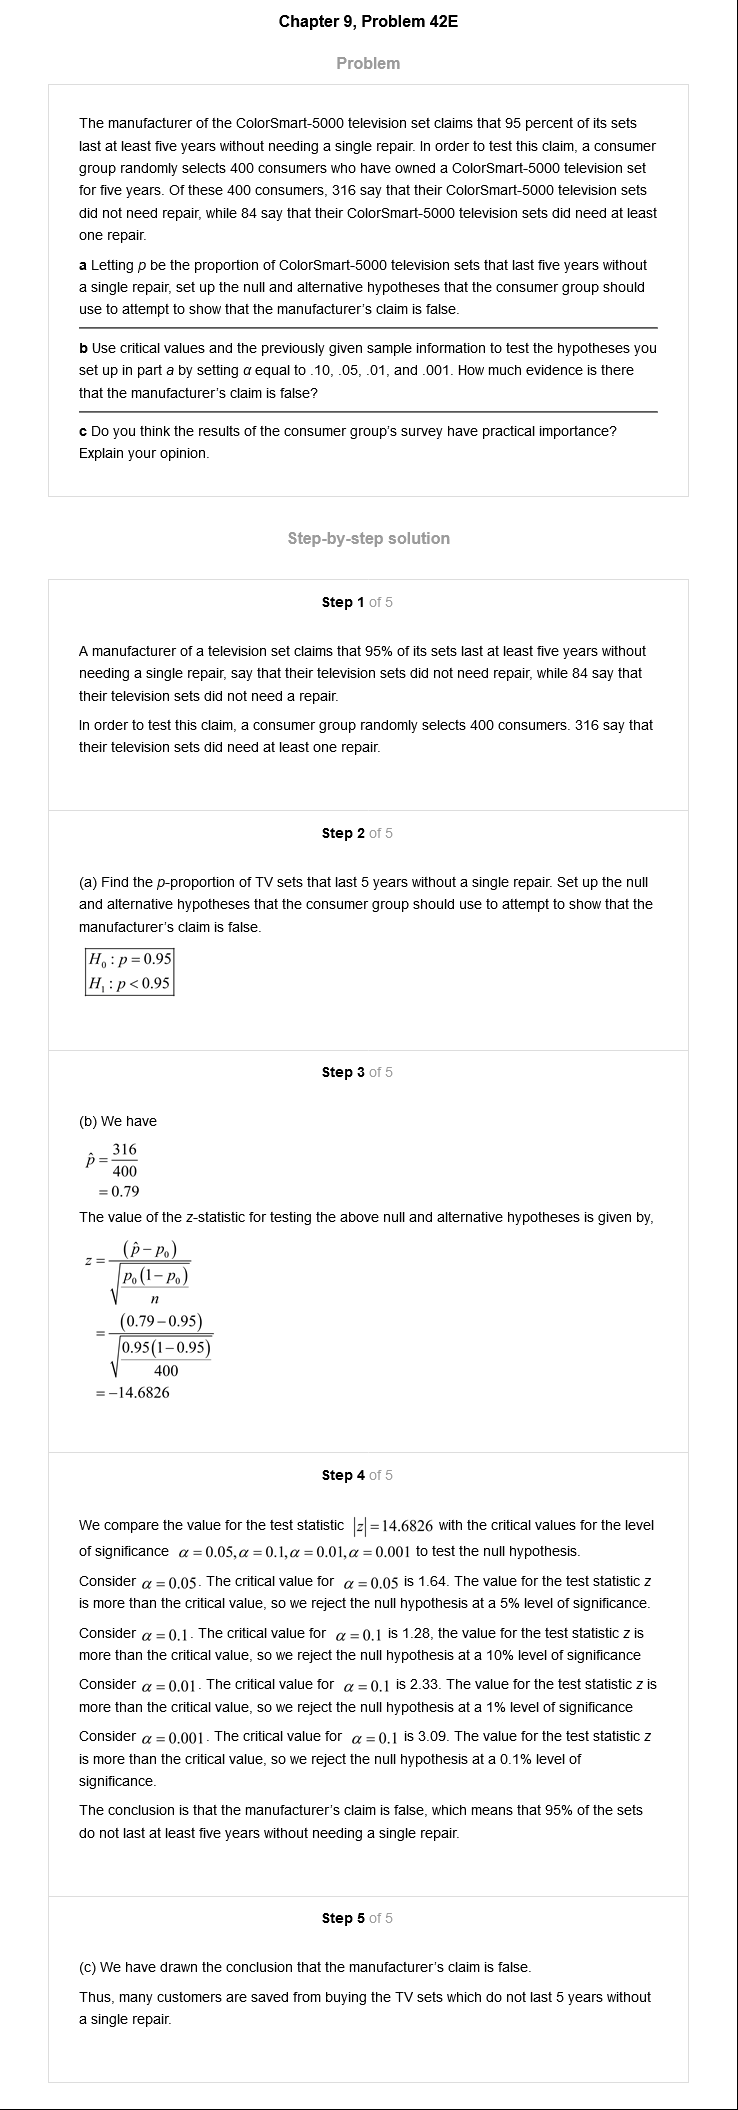 Chapter 9, Problem 42E
Problem
The manufacturer of the ColorSmart-5000 television set claims that 95 percent of its sets
last at least five years without needing a single repair. In order to test this claim, a consumer
group randomly selects 400 consumers who have owned a ColorSmart-5000 television set
for five years. Of these 400 consumers, 316 say that their ColorSmart-5000 television sets
did not need repair, while 84 say that their ColorSmart-5000 television sets did need at least
one repair.
a Letting p be the proportion of ColorSmart-5000 television sets that last five years without
a single repair, set up the null and alternative hypotheses that the consumer group should
use to attempt to show that the manufacturer's claim is false.
b Use critical values and the previously given sample information to test the hypotheses you
set up in part a by setting α equal to .10, .05, .01, and .001. How much evidence is there
that the manufacturer's claim is false?
c Do you think the results of the consumer group's survey have practical importance?
Explain your opinion.
Step-by-step solution
Step 1 of 5
A manufacturer of a television set claims that 95% of its sets last at least five years without
needing a single repair, say that their television sets did not need repair, while 84 say that
their television sets did not need a repair.
In order to test this claim, a consumer group randomly selects 400 consumers. 316 say that
their television sets did need at least one repair.
Step 2 of 5
(a) Find the p-proportion of TV sets that last 5 years without a single repair. Set up the null
and alternative hypotheses that the consumer group should use to attempt to show that the
manufacturer's claim is false.
H₀ : p = 0.95
H₁ : p < 0.95
Step 3 of 5
(b) We have
p̂ = 316
400
= 0.79
The value of the z-statistic for testing the above null and alternative hypotheses is given by,
z = (p̂ − p₀)
√ p₀(1 − p₀)
n
= (0.79 − 0.95)
√ 0.95(1 − 0.95)
400
= −14.6826
Step 4 of 5
We compare the value for the test statistic |z| = 14.6826 with the critical values for the level
of significance α = 0.05, α = 0.1, α = 0.01, α = 0.001 to test the null hypothesis.
Consider α = 0.05. The critical value for α = 0.05 is 1.64. The value for the test statistic z
is more than the critical value, so we reject the null hypothesis at a 5% level of significance.
Consider α = 0.1. The critical value for α = 0.1 is 1.28, the value for the test statistic z is
more than the critical value, so we reject the null hypothesis at a 10% level of significance
Consider α = 0.01. The critical value for α = 0.1 is 2.33. The value for the test statistic z is
more than the critical value, so we reject the null hypothesis at a 1% level of significance
Consider α = 0.001. The critical value for α = 0.1 is 3.09. The value for the test statistic z
is more than the critical value, so we reject the null hypothesis at a 0.1% level of
significance.
The conclusion is that the manufacturer's claim is false, which means that 95% of the sets
do not last at least five years without needing a single repair.
Step 5 of 5
(c) We have drawn the conclusion that the manufacturer's claim is false.
Thus, many customers are saved from buying the TV sets which do not last 5 years without
a single repair.